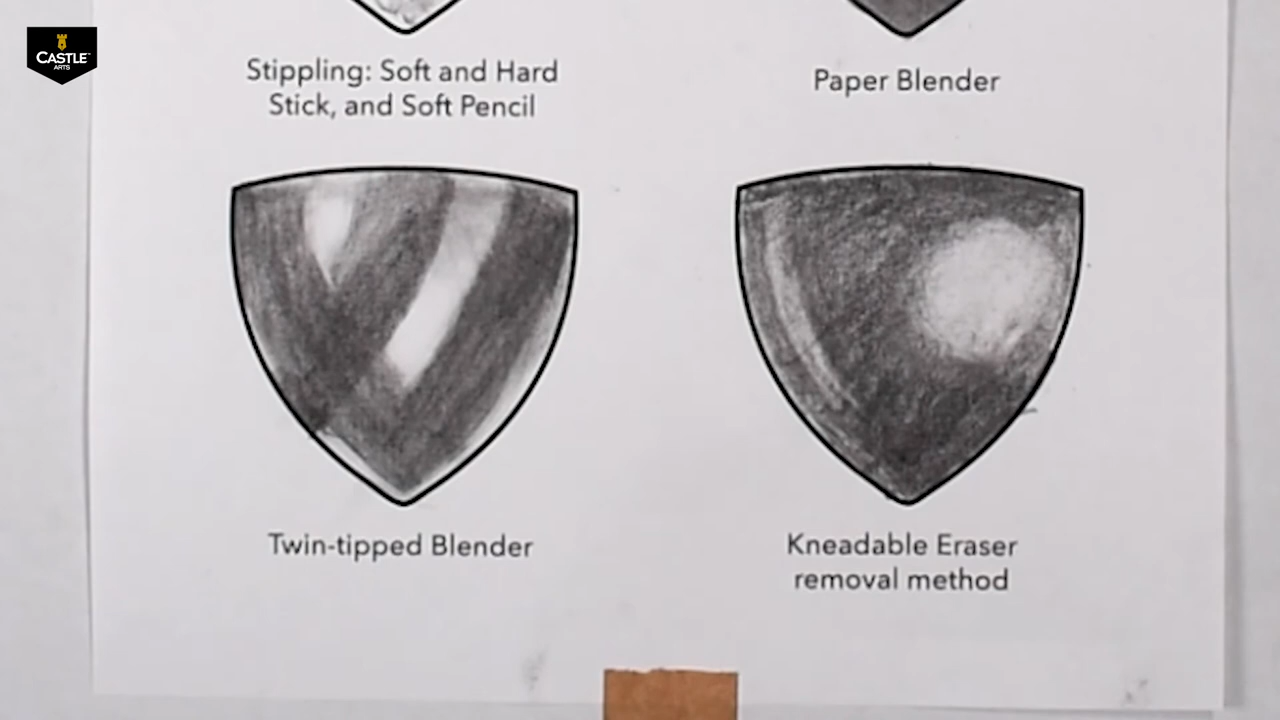 CASTLE
ARTS
Stippling: Soft and Hard
Stick, and Soft Pencil
Paper Blender
Twin-tipped Blender
Kneadable Eraser
removal method